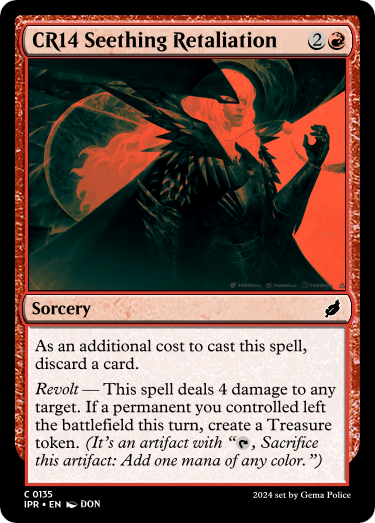 CR14 Seething Retaliation 2
Sorcery
As an additional cost to cast this spell,
discard a card.
Revolt — This spell deals 4 damage to any
target. If a permanent you controlled left
the battlefield this turn, create a Treasure
token. (It's an artifact with “, Sacrifice
this artifact: Add one mana of any color.”)
C 0135
IPR • EN DON
2024 set by Gema Police